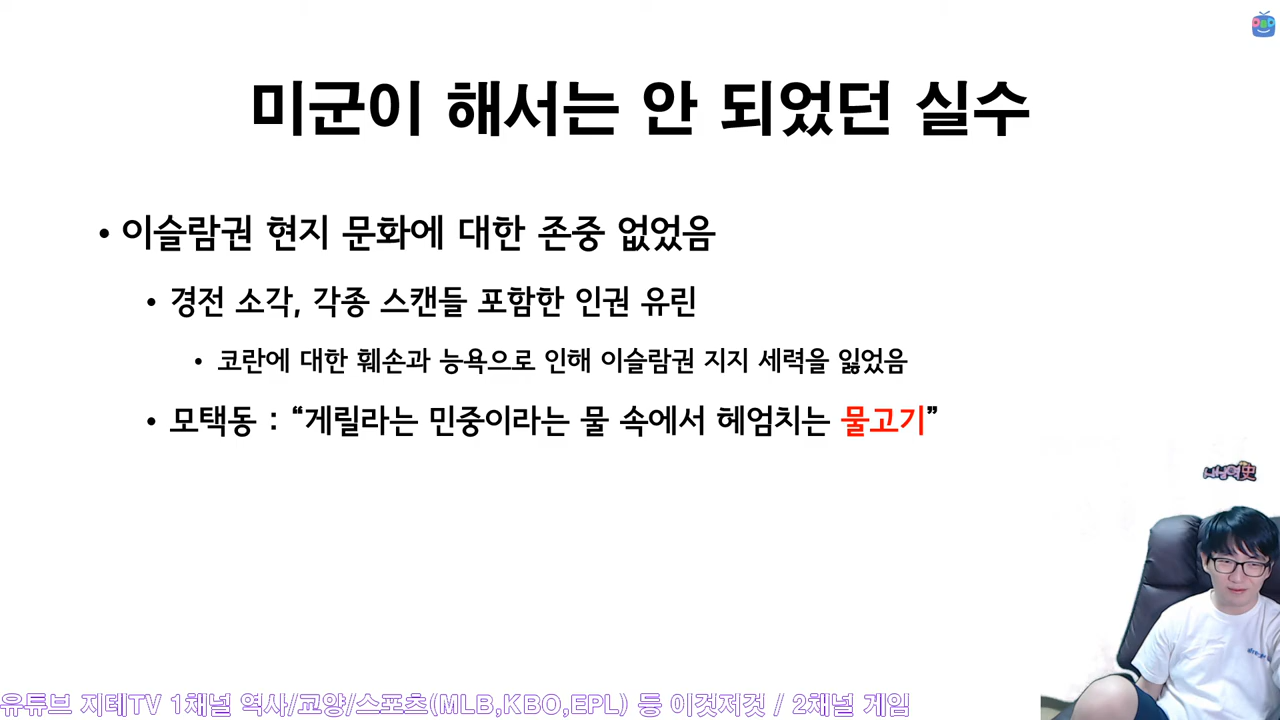 DBD
미군이 해서는 안 되었던 실수
• 이슬람권 현지 문화에 대한 존중 없었음
• 경전 소각, 각종 스캔들 포함한 인권 유린
• 코란에 대한 훼손과 능욕으로 인해 이슬람권 지지 세력을 잃었음
• 모택동 : “게릴라는 민중이라는 물 속에서 헤엄치는 물고기”
유튜브 지테TV 1채널 역사/교양/스포츠(MLB,KBO,EPL) 등 이것저것 / 2채널 게임